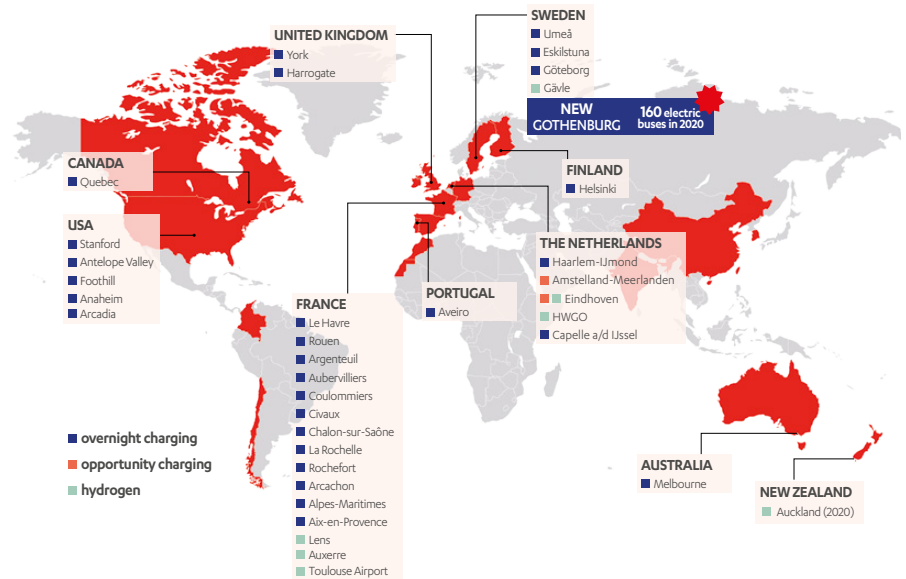 UNITED KINGDOM
York
Harrogate
SWEDEN
Umeå
Eskilstuna
Göteborg
Gävle
NEW
GOTHENBURG
160 electric
buses in 2020
CANADA
Quebec
FINLAND
Helsinki
USA
Stanford
Antelope Valley
Foothill
Anaheim
Arcadia
THE NETHERLANDS
Haarlem-IJmond
Amstelland-Meerlanden
Eindhoven
HWGO
Capelle a/d IJssel
FRANCE
Le Havre
Rouen
Argenteuil
Aubervilliers
Coulommiers
Civaux
Chalon-sur-Saône
La Rochelle
Rochefort
Arcachon
Alpes-Maritimes
Aix-en-Provence
Lens
Auxerre
Toulouse Airport
PORTUGAL
Aveiro
overnight charging
opportunity charging
hydrogen
AUSTRALIA
Melbourne
NEW ZEALAND
Auckland (2020)